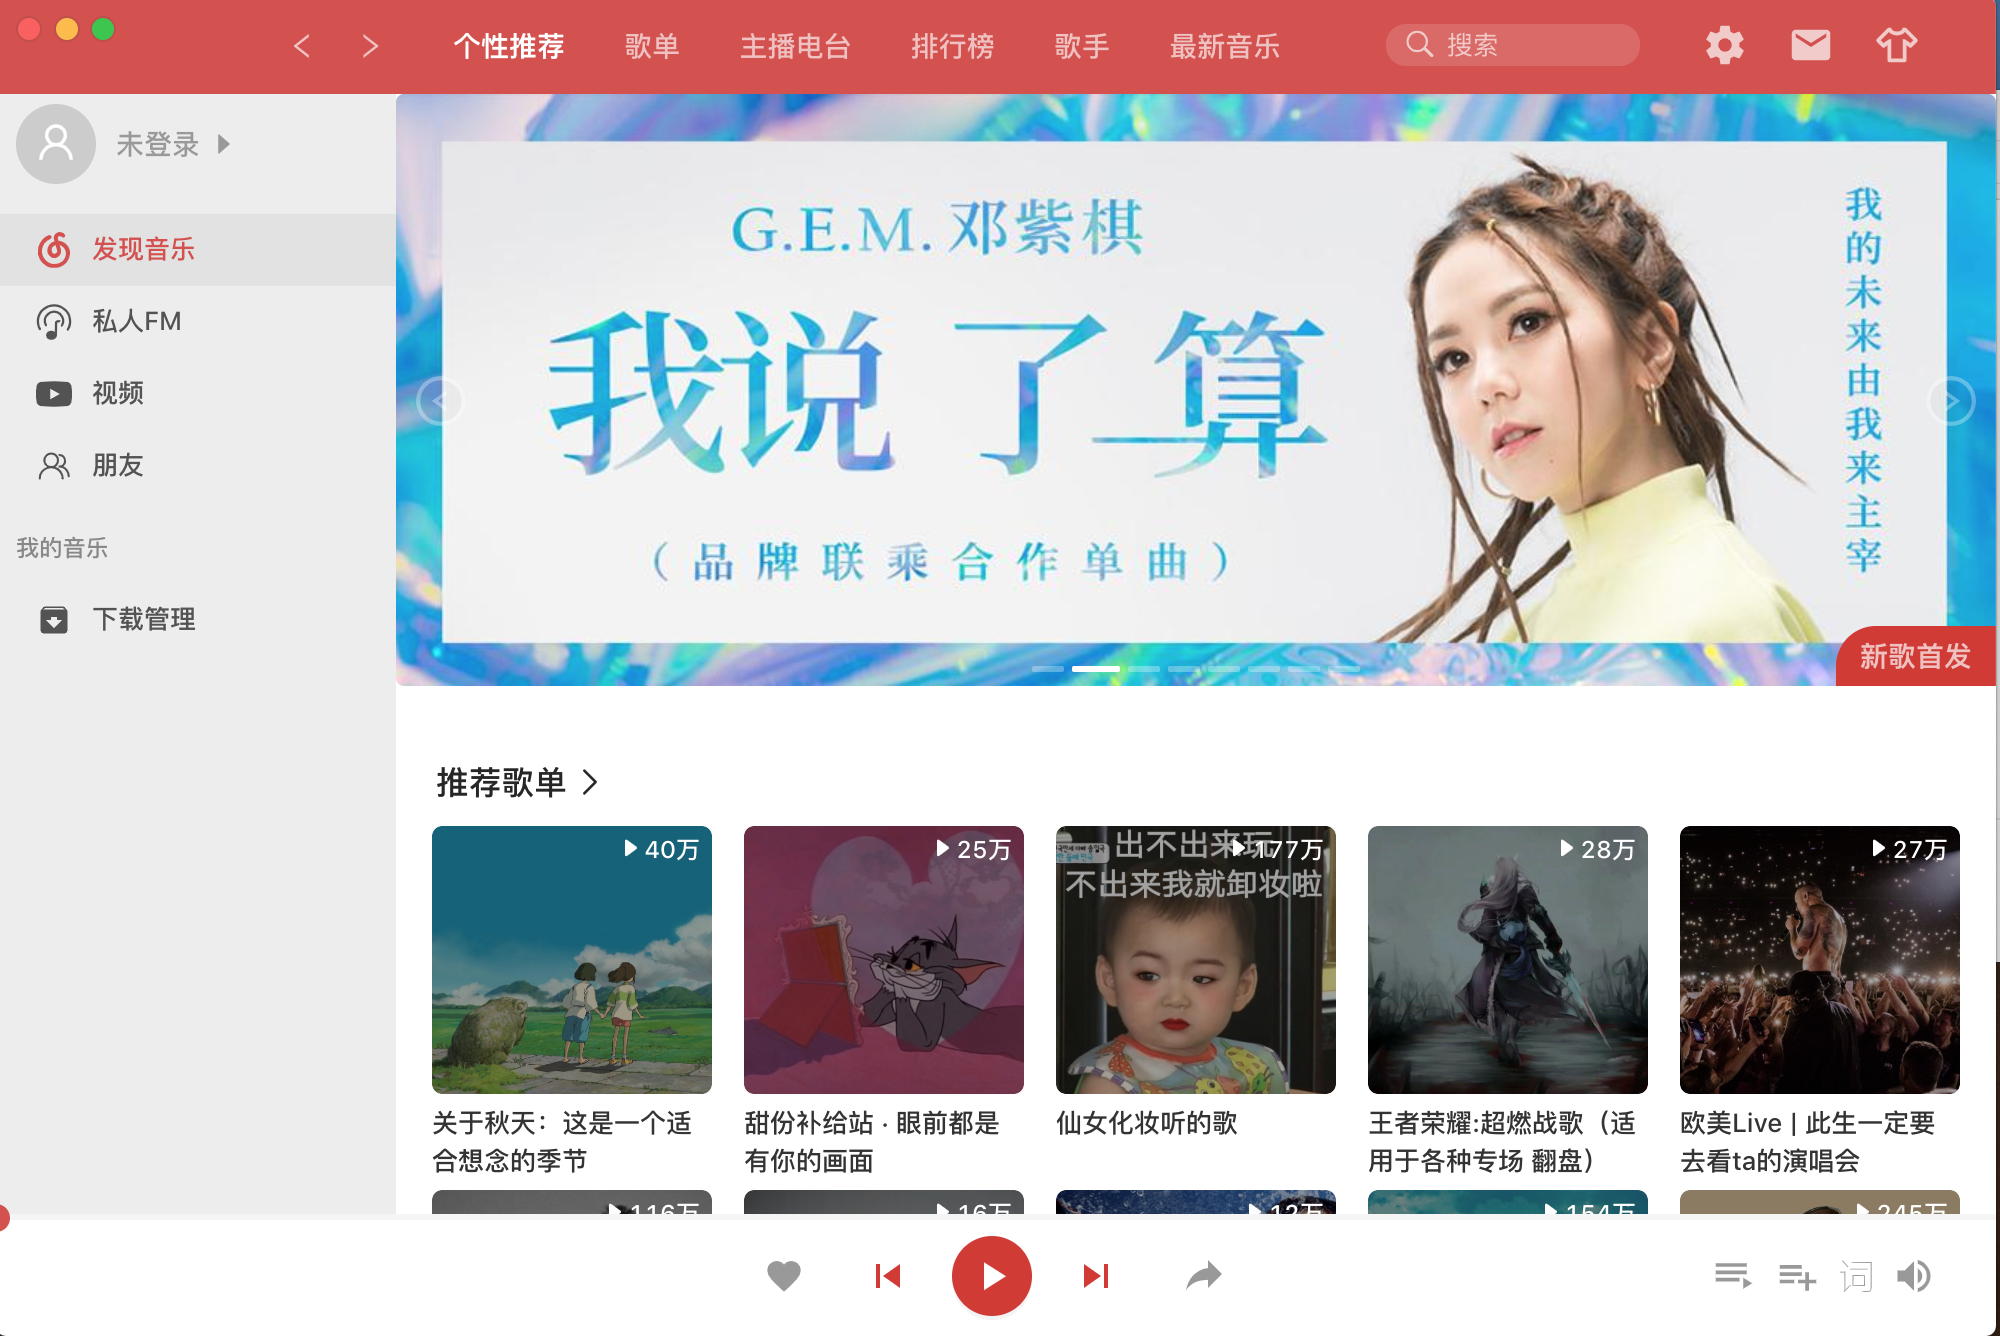 个性推荐 歌单 主播电台 排行榜 歌手 最新音乐 搜索
未登录
发现音乐
私人FM
视频
朋友
我的音乐
下载管理
G.E.M.邓紫棋
我说了算
（品牌联乘合作单曲）
我的未来由我来主宰
新歌首发
推荐歌单
40万
25万
177万
28万
27万
出不出来玩
不出来我就卸妆啦
关于秋天：这是一个适
合想念的季节
甜份补给站 · 眼前都是
有你的画面
仙女化妆听的歌
王者荣耀:超燃战歌（适
用于各种专场 翻盘）
欧美Live | 此生一定要
去看ta的演唱会
116万
16万
12万
154万
245万
词